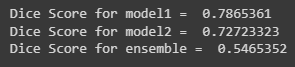 Dice Score for model1 =  0.7865361
Dice Score for model2 =  0.72723323
Dice Score for ensemble =  0.5465352